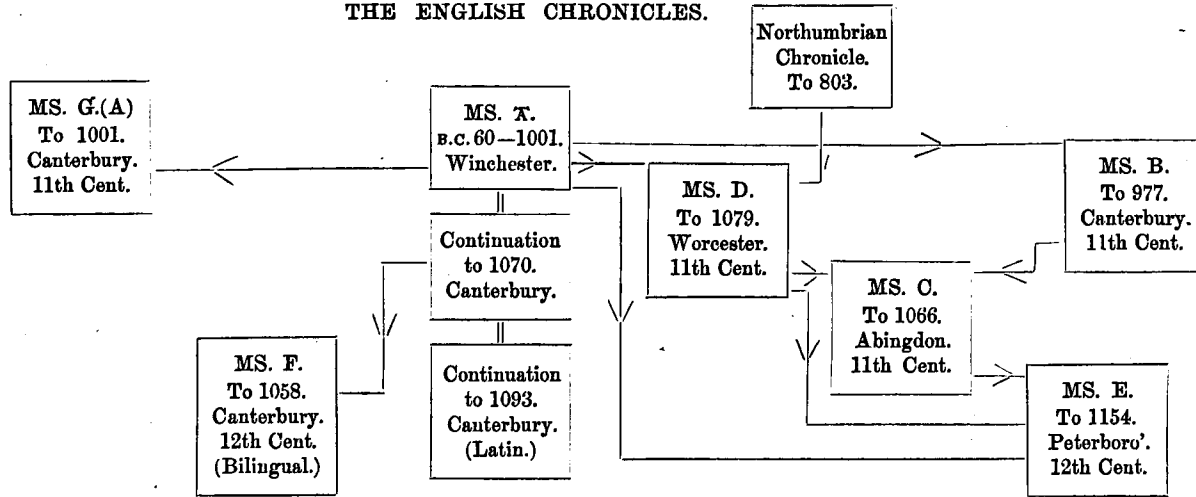 THE ENGLISH CHRONICLES.
Northumbrian
Chronicle.
To 803.
MS. G.(A)
To 1001.
Canterbury.
11th Cent.
MS. A.
B.C. 60—1001.
Winchester.
MS. B.
To 977.
Canterbury.
11th Cent.
MS. D.
To 1079.
Worcester.
11th Cent.
Continuation
to 1070.
Canterbury.
MS. C.
To 1066.
Abingdon.
11th Cent.
MS. F.
To 1058.
Canterbury.
12th Cent.
(Bilingual.)
Continuation
to 1093.
Canterbury.
(Latin.)
MS. E.
To 1154.
Peterboro'.
12th Cent.